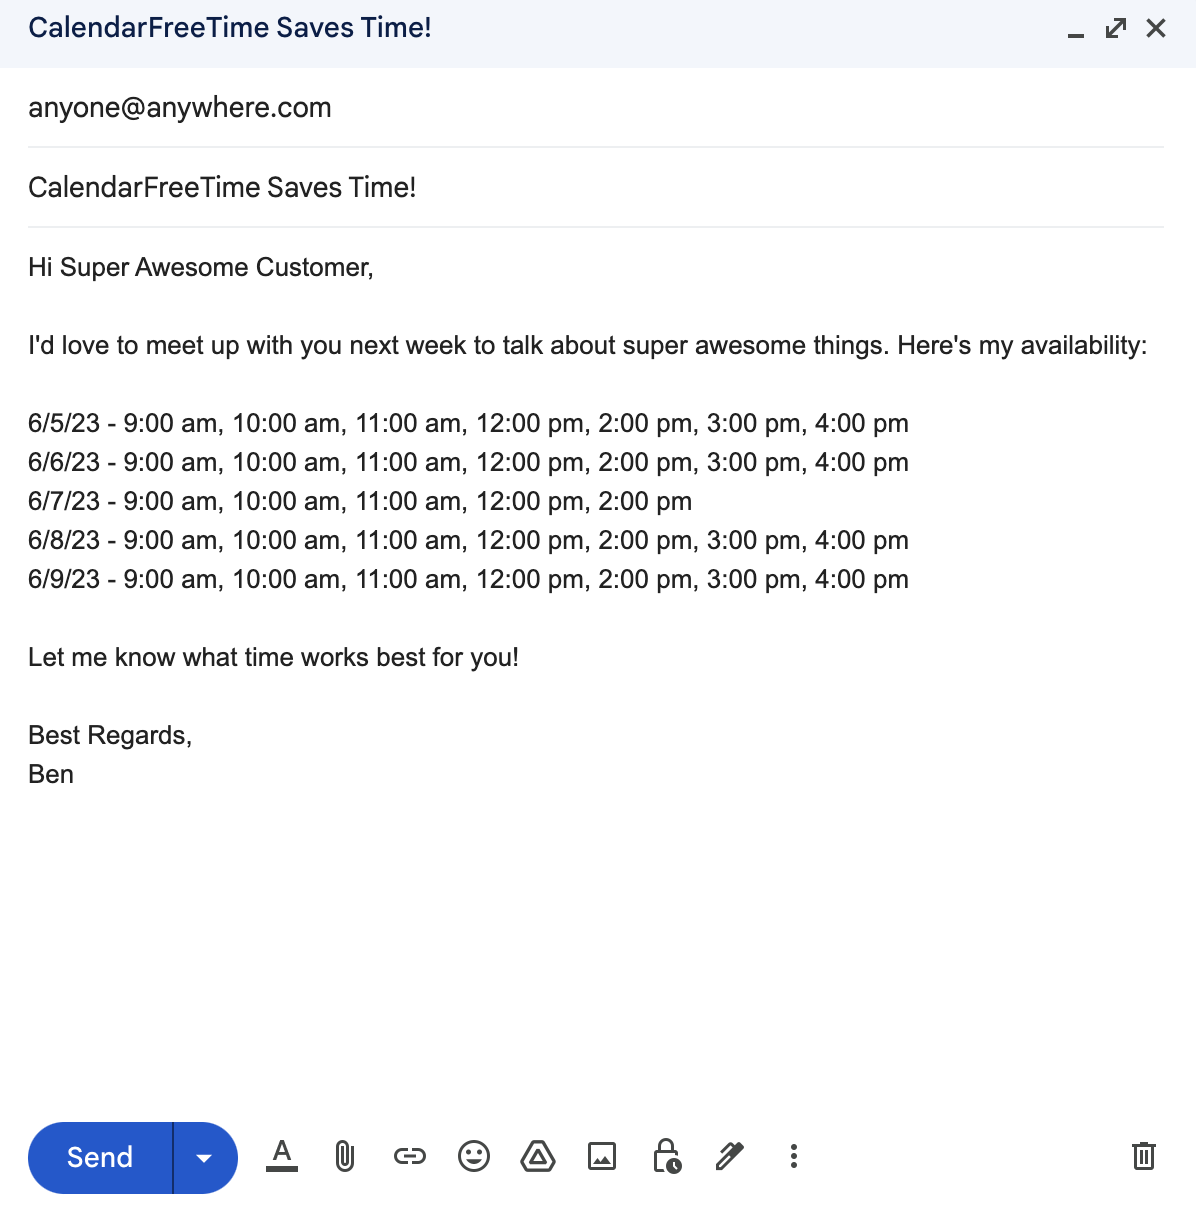 CalendarFreeTime Saves Time!
anyone@anywhere.com
CalendarFreeTime Saves Time!
Hi Super Awesome Customer,
I'd love to meet up with you next week to talk about super awesome things. Here's my availability:
6/5/23 - 9:00 am, 10:00 am, 11:00 am, 12:00 pm, 2:00 pm, 3:00 pm, 4:00 pm
6/6/23 - 9:00 am, 10:00 am, 11:00 am, 12:00 pm, 2:00 pm, 3:00 pm, 4:00 pm
6/7/23 - 9:00 am, 10:00 am, 11:00 am, 12:00 pm, 2:00 pm
6/8/23 - 9:00 am, 10:00 am, 11:00 am, 12:00 pm, 2:00 pm, 3:00 pm, 4:00 pm
6/9/23 - 9:00 am, 10:00 am, 11:00 am, 12:00 pm, 2:00 pm, 3:00 pm, 4:00 pm
Let me know what time works best for you!
Best Regards,
Ben
Send